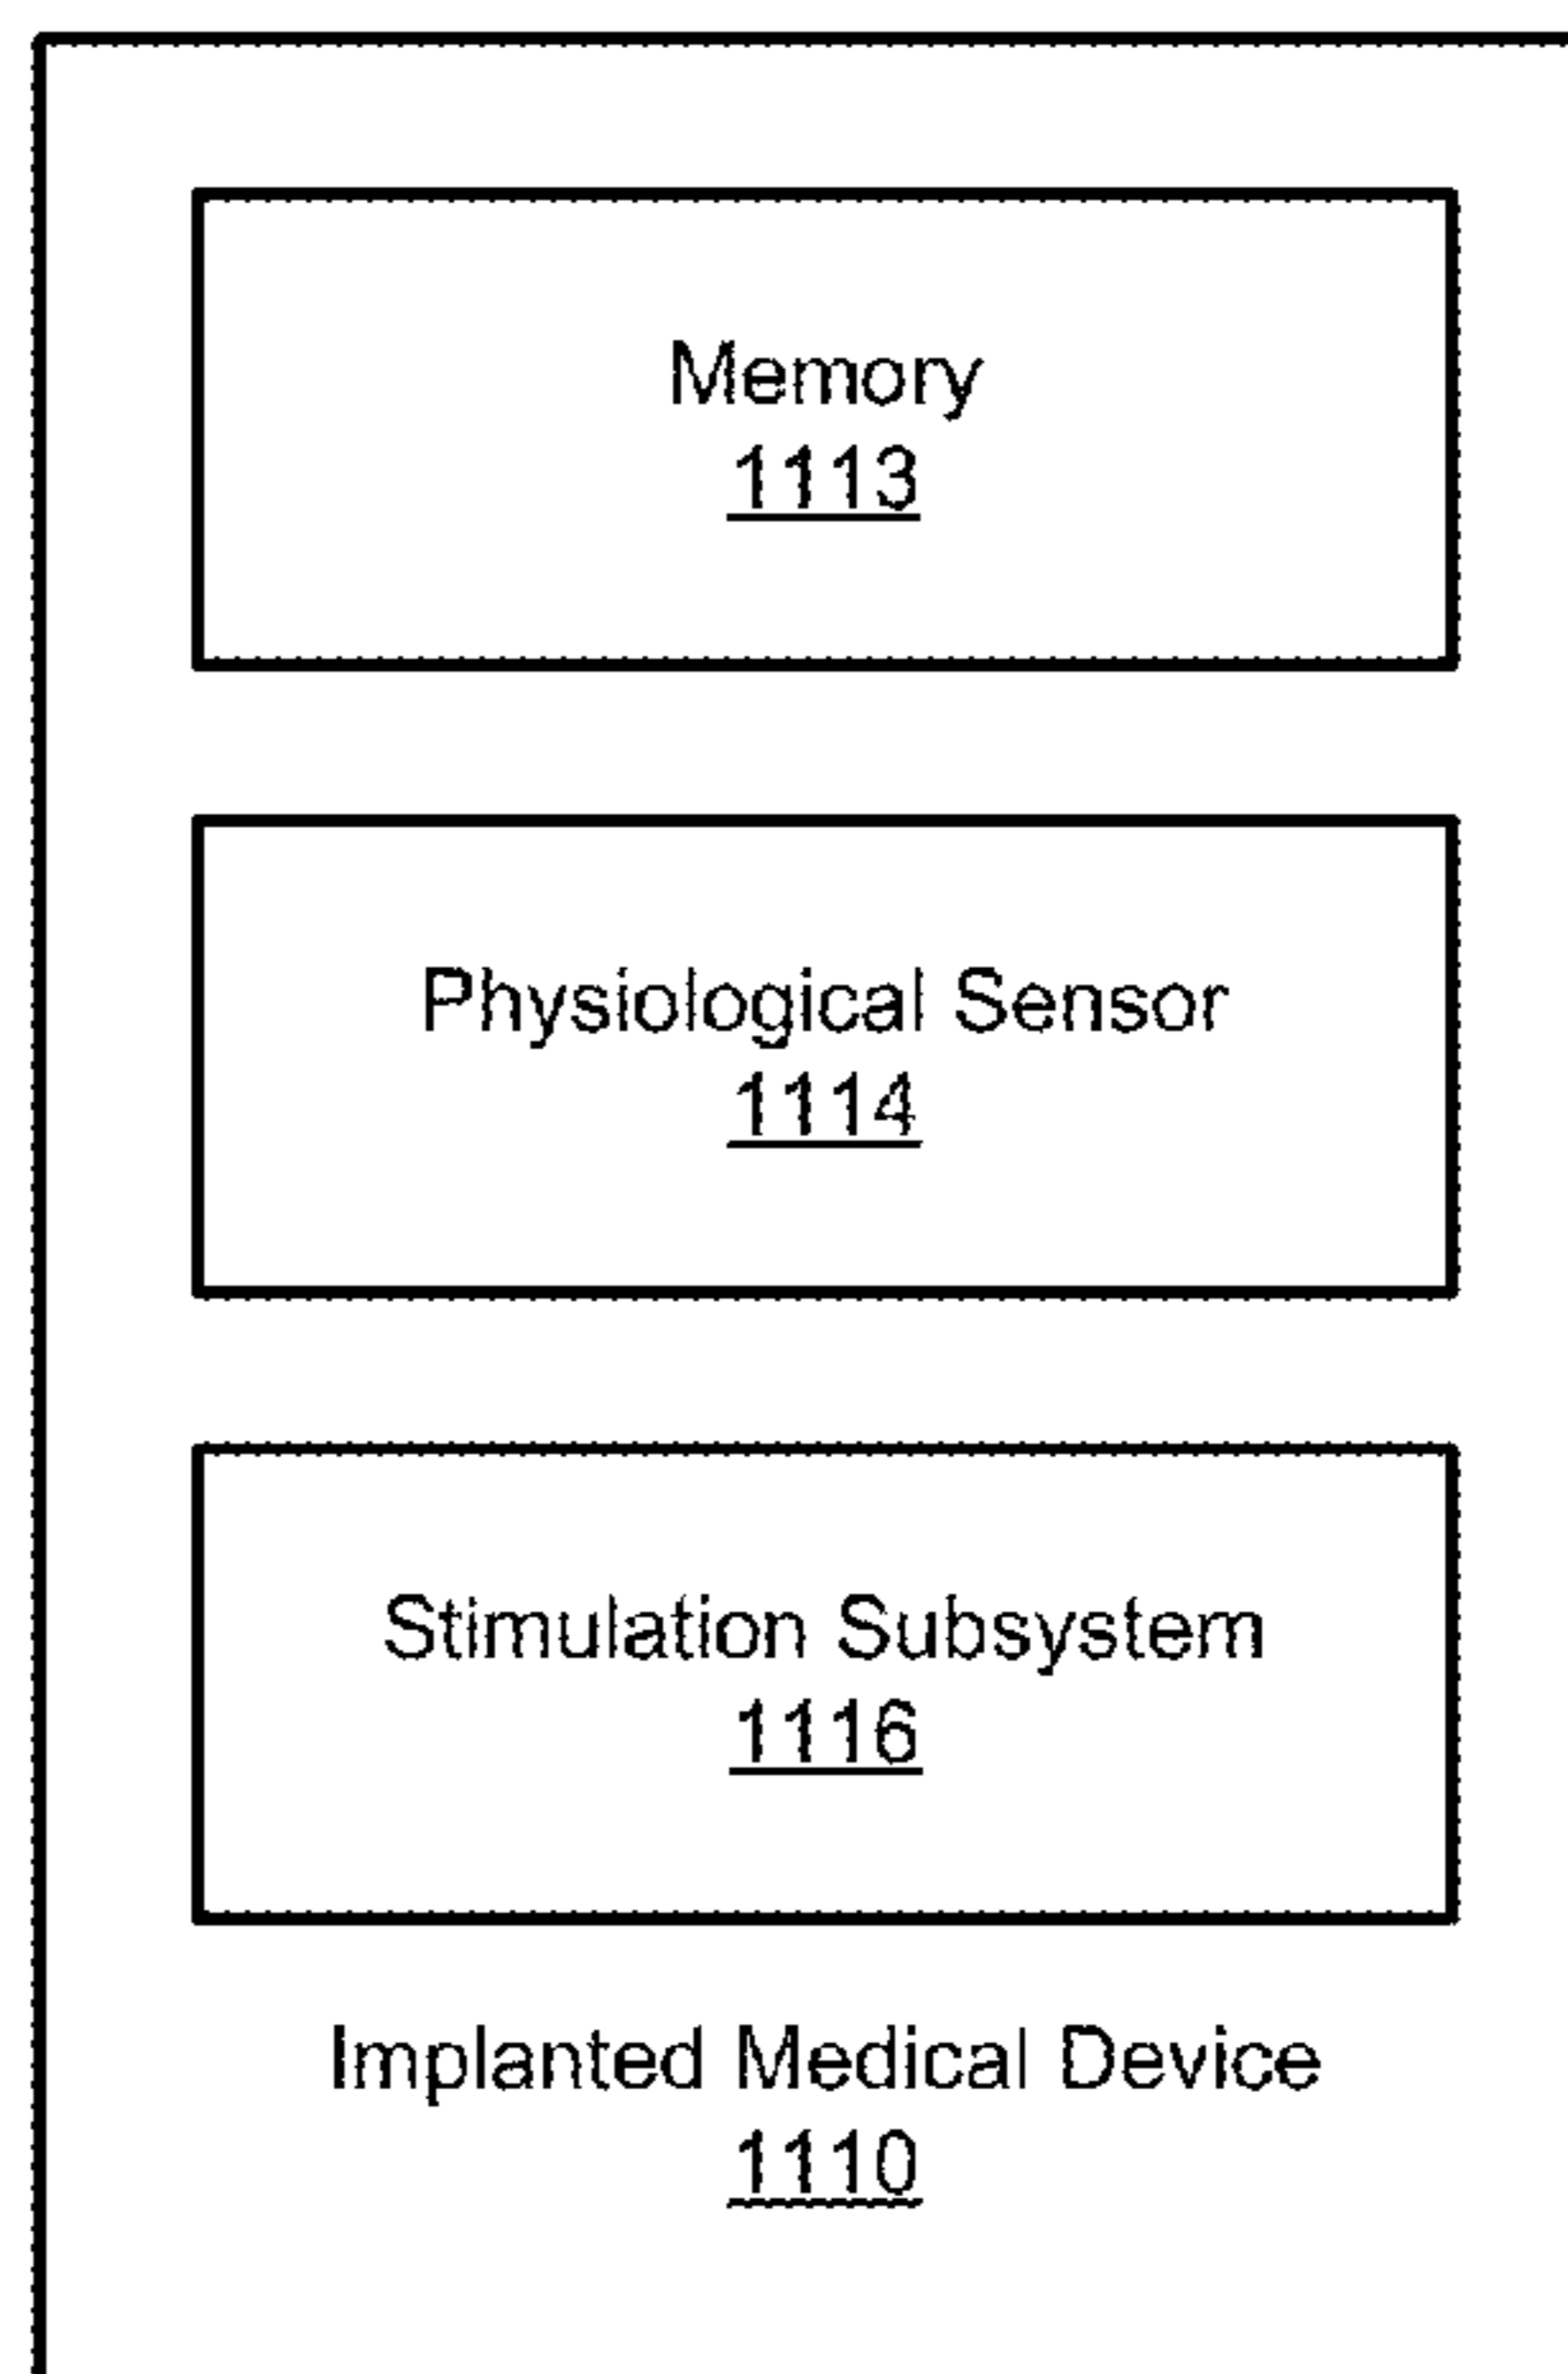 Memory
1113
Physiological Sensor
1114
Stimulation Subsystem
1116
Implanted Medical Device
1110